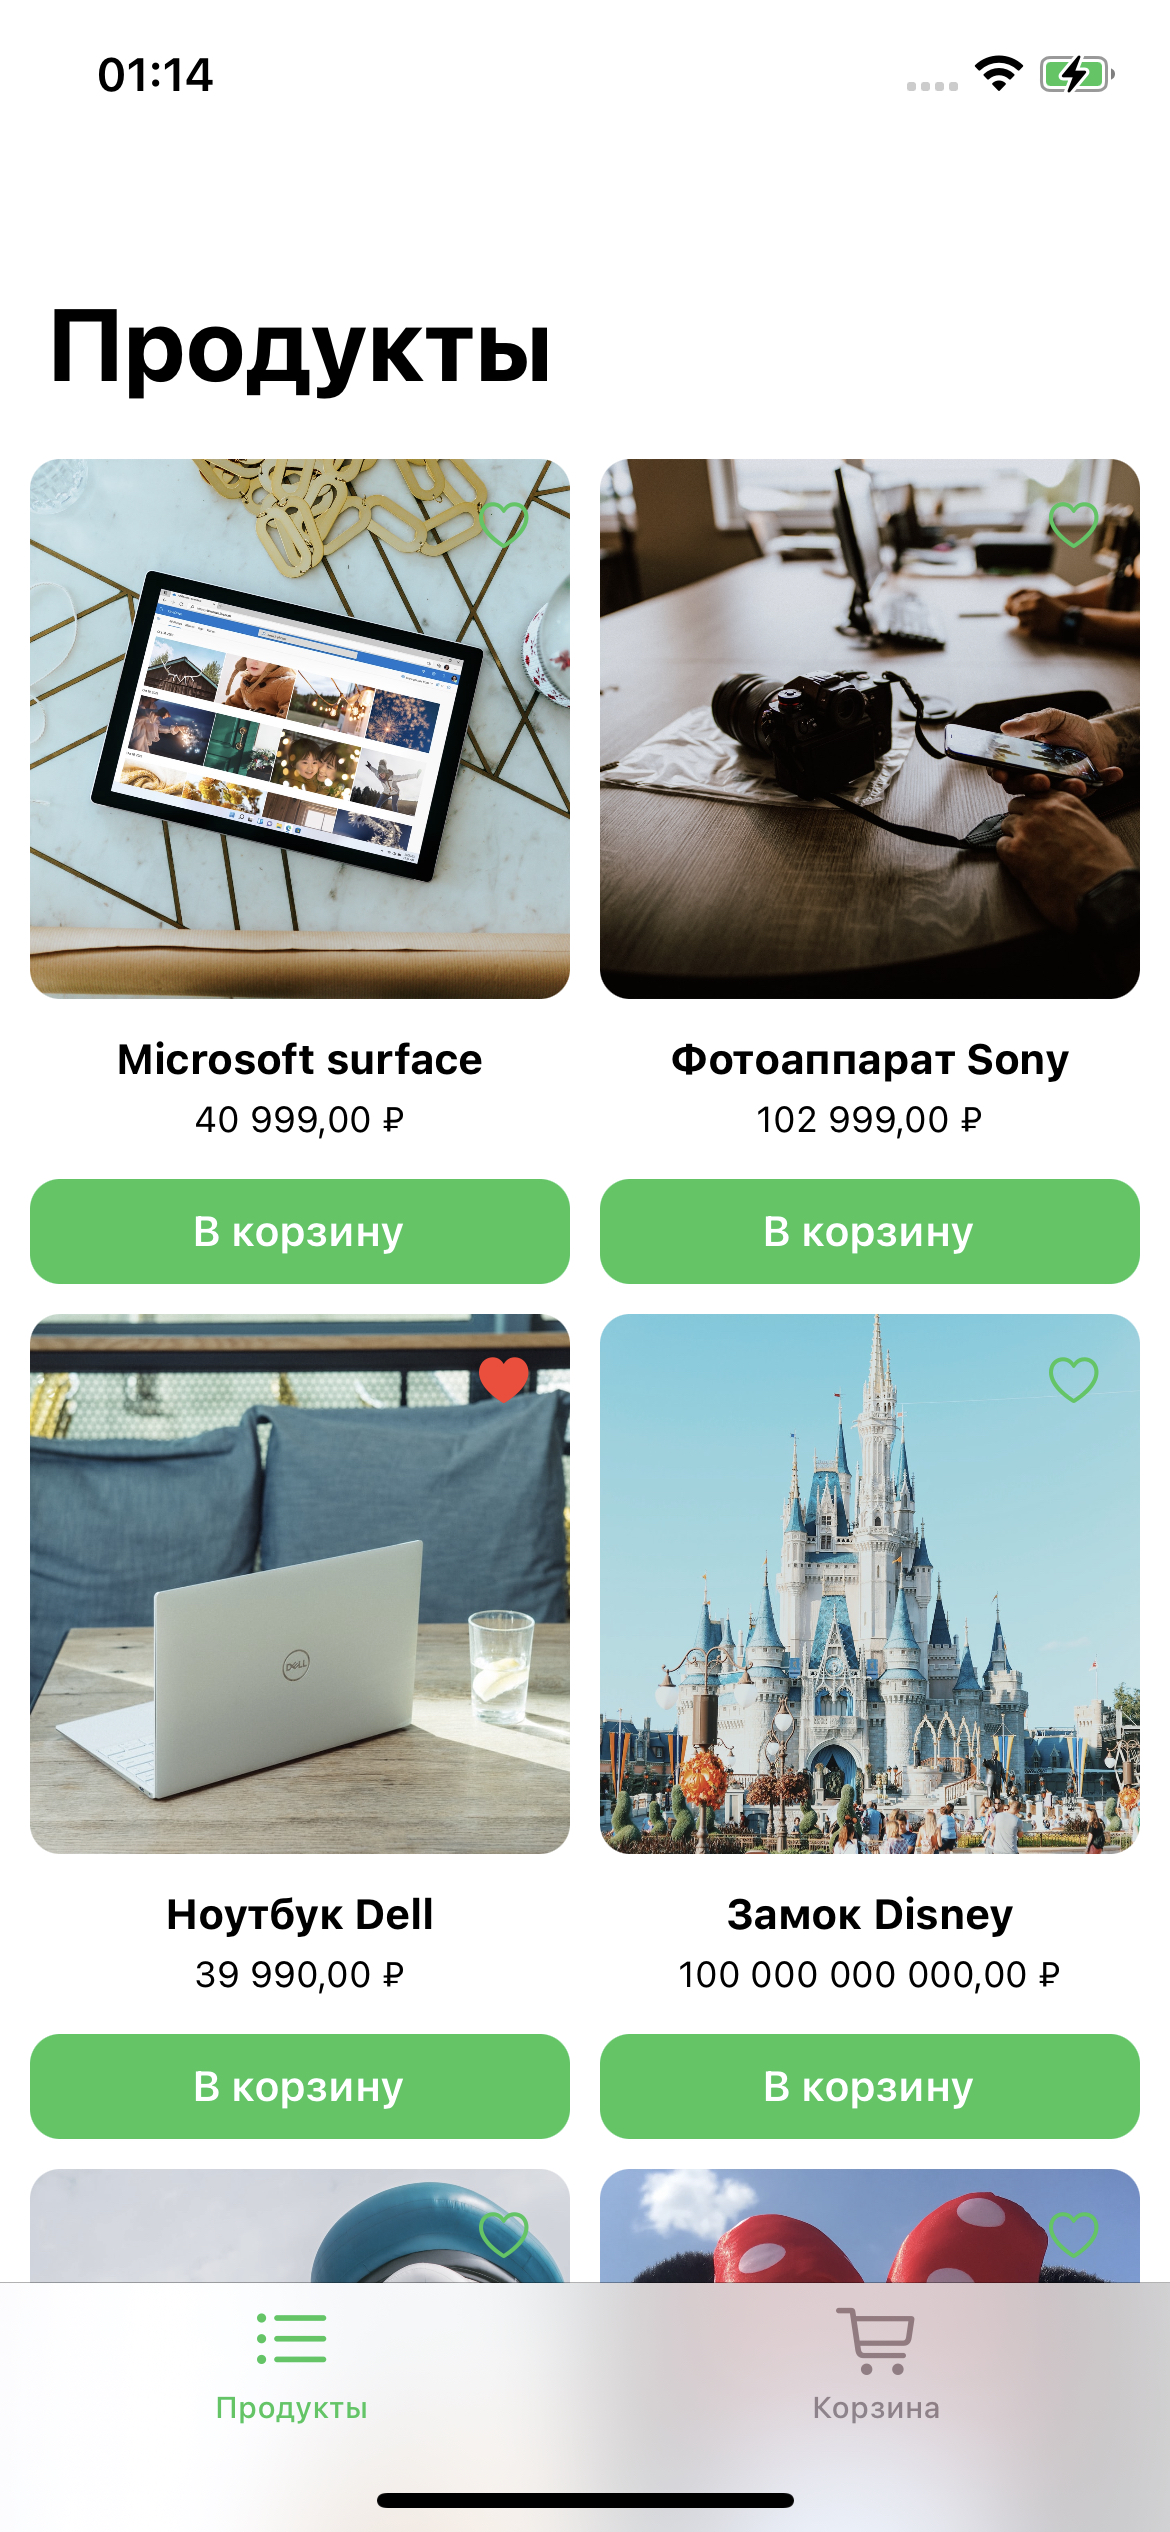 01:14
Продукты
Microsoft surface
Фотоаппарат Sony
40 999,00 ₽
102 999,00 ₽
В корзину
В корзину
DELL
Ноутбук Dell
Замок Disney
39 990,00 ₽
100 000 000 000,00 ₽
В корзину
В корзину
Продукты
Корзина